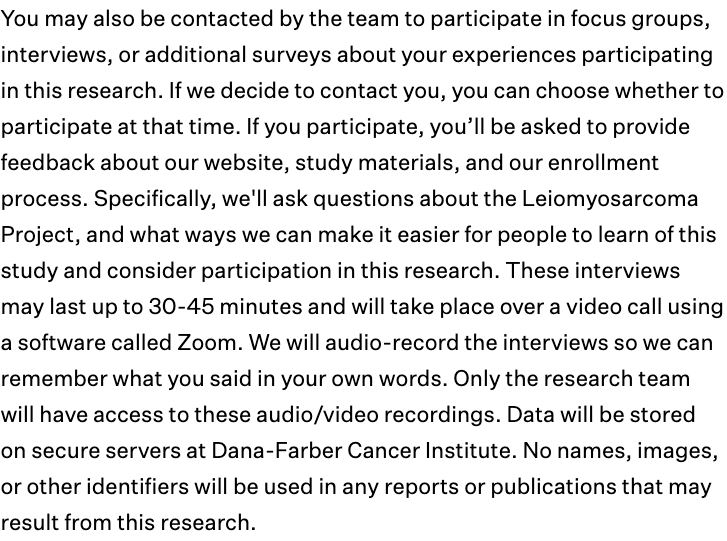 You may also be contacted by the team to participate in focus groups,
interviews, or additional surveys about your experiences participating
in this research. If we decide to contact you, you can choose whether to
participate at that time. If you participate, you’ll be asked to provide
feedback about our website, study materials, and our enrollment
process. Specifically, we'll ask questions about the Leiomyosarcoma
Project, and what ways we can make it easier for people to learn of this
study and consider participation in this research. These interviews
may last up to 30-45 minutes and will take place over a video call using
a software called Zoom. We will audio-record the interviews so we can
remember what you said in your own words. Only the research team
will have access to these audio/video recordings. Data will be stored
on secure servers at Dana-Farber Cancer Institute. No names, images,
or other identifiers will be used in any reports or publications that may
result from this research.